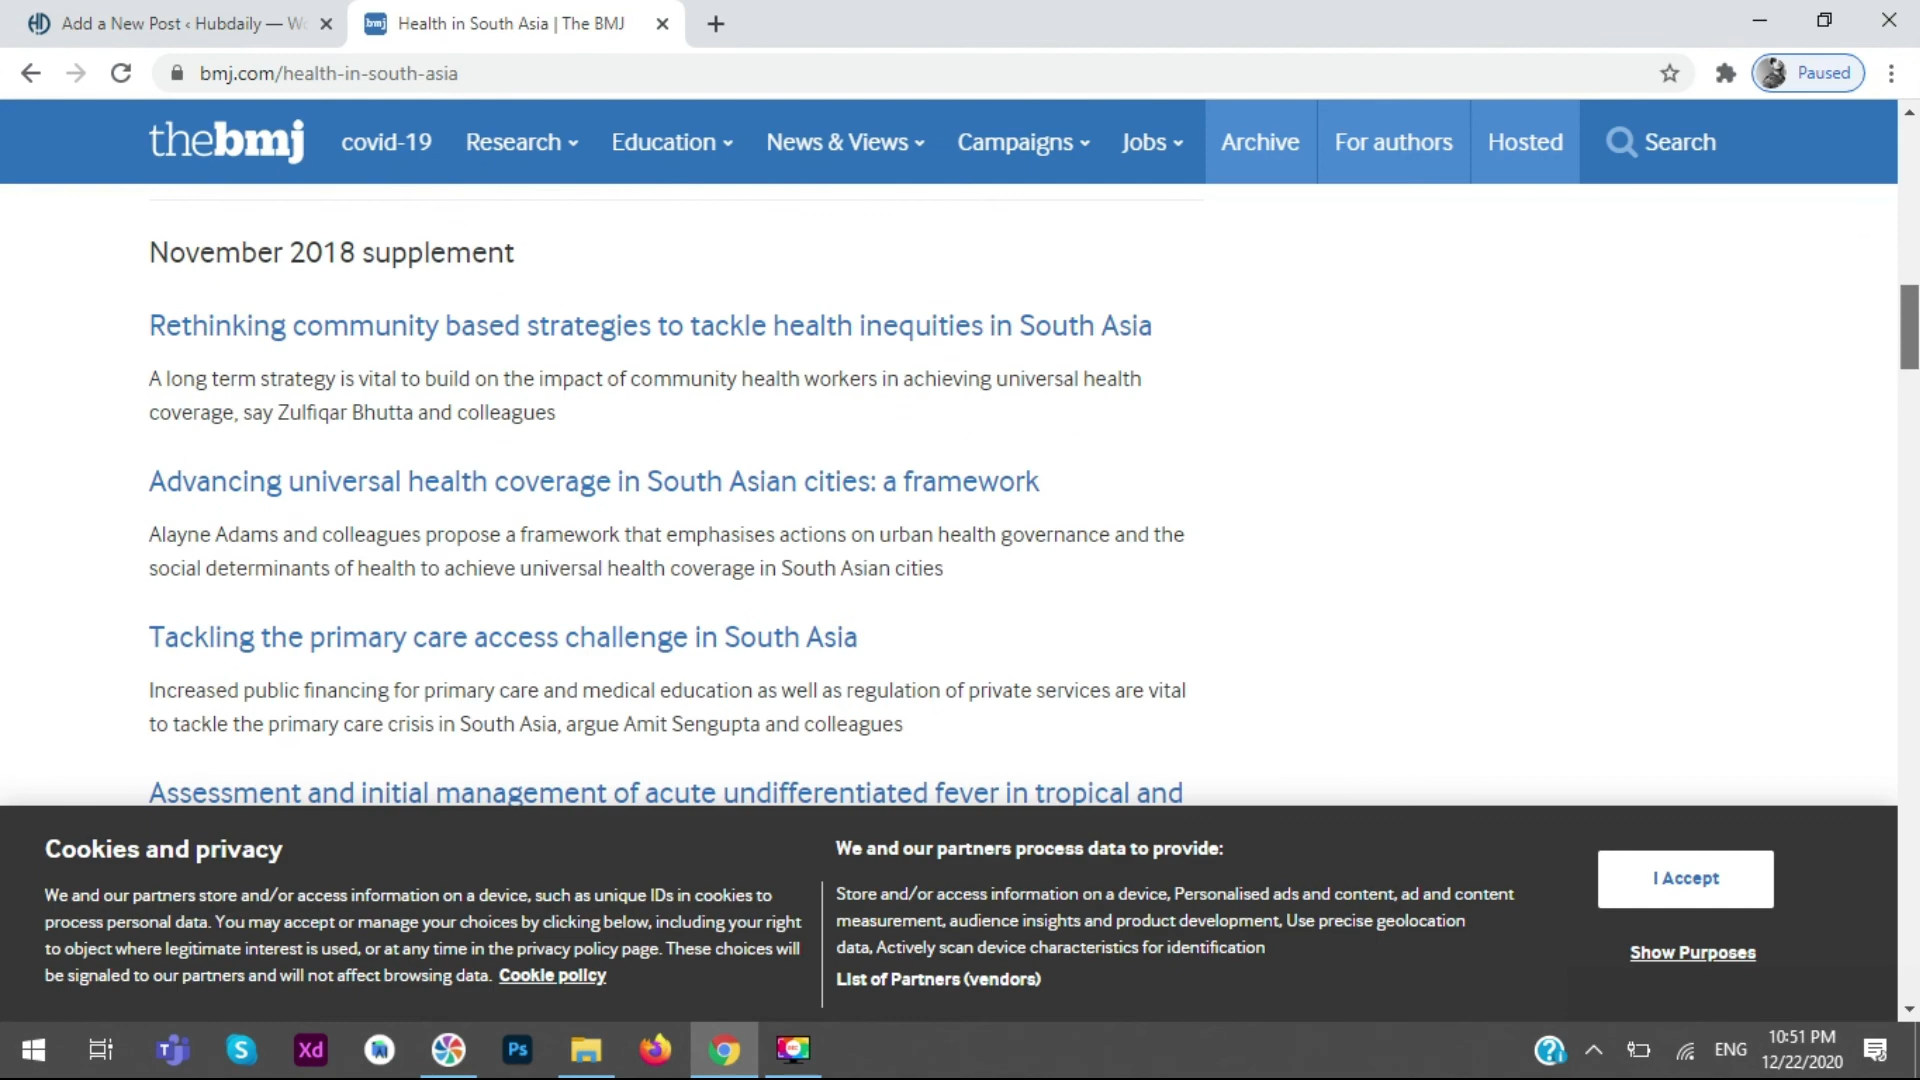 Add a New Post ‹ Hubdaily — Wo
Health in South Asia | The BMJ
bmj.com/health-in-south-asia
Paused
thebmj
covid-19
Research
Education
News & Views
Campaigns
Jobs
Archive
For authors
Hosted
Search
November 2018 supplement
Rethinking community based strategies to tackle health inequities in South Asia
A long term strategy is vital to build on the impact of community health workers in achieving universal health
coverage, say Zulfiqar Bhutta and colleagues
Advancing universal health coverage in South Asian cities: a framework
Alayne Adams and colleagues propose a framework that emphasises actions on urban health governance and the
social determinants of health to achieve universal health coverage in South Asian cities
Tackling the primary care access challenge in South Asia
Increased public financing for primary care and medical education as well as regulation of private services are vital
to tackle the primary care crisis in South Asia, argue Amit Sengupta and colleagues
Assessment and initial management of acute undifferentiated fever in tropical and
Cookies and privacy
We and our partners store and/or access information on a device, such as unique IDs in cookies to
process personal data. You may accept or manage your choices by clicking below, including your right
to object where legitimate interest is used, or at any time in the privacy policy page. These choices will
be signaled to our partners and will not affect browsing data. Cookie policy
We and our partners process data to provide:
Store and/or access information on a device, Personalised ads and content, ad and content
measurement, audience insights and product development, Use precise geolocation
data, Actively scan device characteristics for identification
List of Partners (vendors)
I Accept
Show Purposes
Xd
Ps
ENG
10:51 PM
12/22/2020